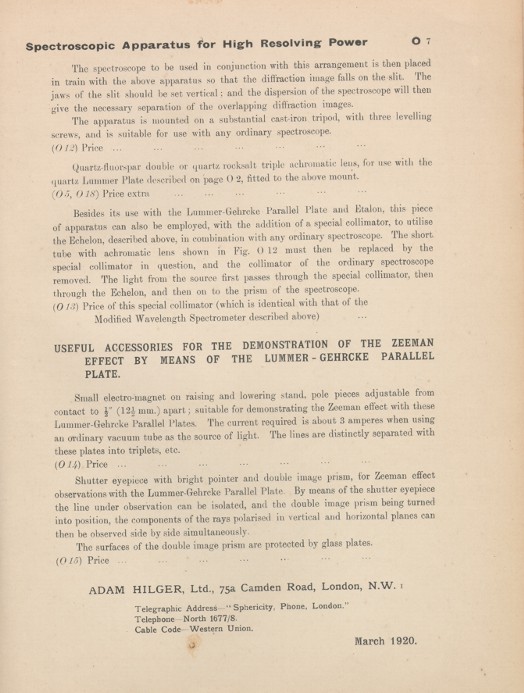 Spectroscopic Apparatus for High Resolving Power O 7
The spectroscope to be used in conjunction with this arrangement is then placed
in train with the above apparatus so that the diffraction image falls on the slit. The
jaws of the slit should be set vertical; and the dispersion of the spectroscope will then
give the necessary separation of the overlapping diffraction images.
The apparatus is mounted on a substantial cast-iron tripod, with three levelling
screws, and is suitable for use with any ordinary spectroscope.
(O 12) Price ... ... ... ... ... ...
Quartz-fluorspar double or quartz rocksalt triple achromatic lens, for use with the
quartz Lummer Plate described on page O 2, fitted to the above mount.
(O 5, O 18) Price extra ... ... ... ... ...
Besides its use with the Lummer-Gehrcke Parallel Plate and Etalon, this piece
of apparatus can also be employed, with the addition of a special collimator, to utilise
the Echelon, described above, in combination with any ordinary spectroscope. The short
tube with achromatic lens shown in Fig. O 12 must then be replaced by the
special collimator in question, and the collimator of the ordinary spectroscope
removed. The light from the source first passes through the special collimator, then
through the Echelon, and then on to the prism of the spectroscope.
(O 13) Price of this special collimator (which is identical with that of the
Modified Wavelength Spectrometer described above) ...
USEFUL ACCESSORIES FOR THE DEMONSTRATION OF THE ZEEMAN
EFFECT BY MEANS OF THE LUMMER-GEHRCKE PARALLEL
PLATE.
Small electro-magnet on raising and lowering stand, pole pieces adjustable from
contact to ½″ (12½ mm.) apart; suitable for demonstrating the Zeeman effect with these
Lummer-Gehrcke Parallel Plates. The current required is about 3 amperes when using
an ordinary vacuum tube as the source of light. The lines are distinctly separated with
these plates into triplets, etc.
(O 14) Price ... ... ... ... ... ...
Shutter eyepiece with bright pointer and double image prism, for Zeeman effect
observations with the Lummer-Gehrcke Parallel Plate. By means of the shutter eyepiece
the line under observation can be isolated, and the double image prism being turned
into position, the components of the rays polarised in vertical and horizontal planes can
then be observed side by side simultaneously.
The surfaces of the double image prism are protected by glass plates.
(O 15) Price ... ... ... ... ... ...
ADAM HILGER, Ltd., 75a Camden Road, London, N.W. 1
Telegraphic Address—"Sphericity, Phone, London."
Telephone—North 1677/8.
Cable Code—Western Union.
March 1920.